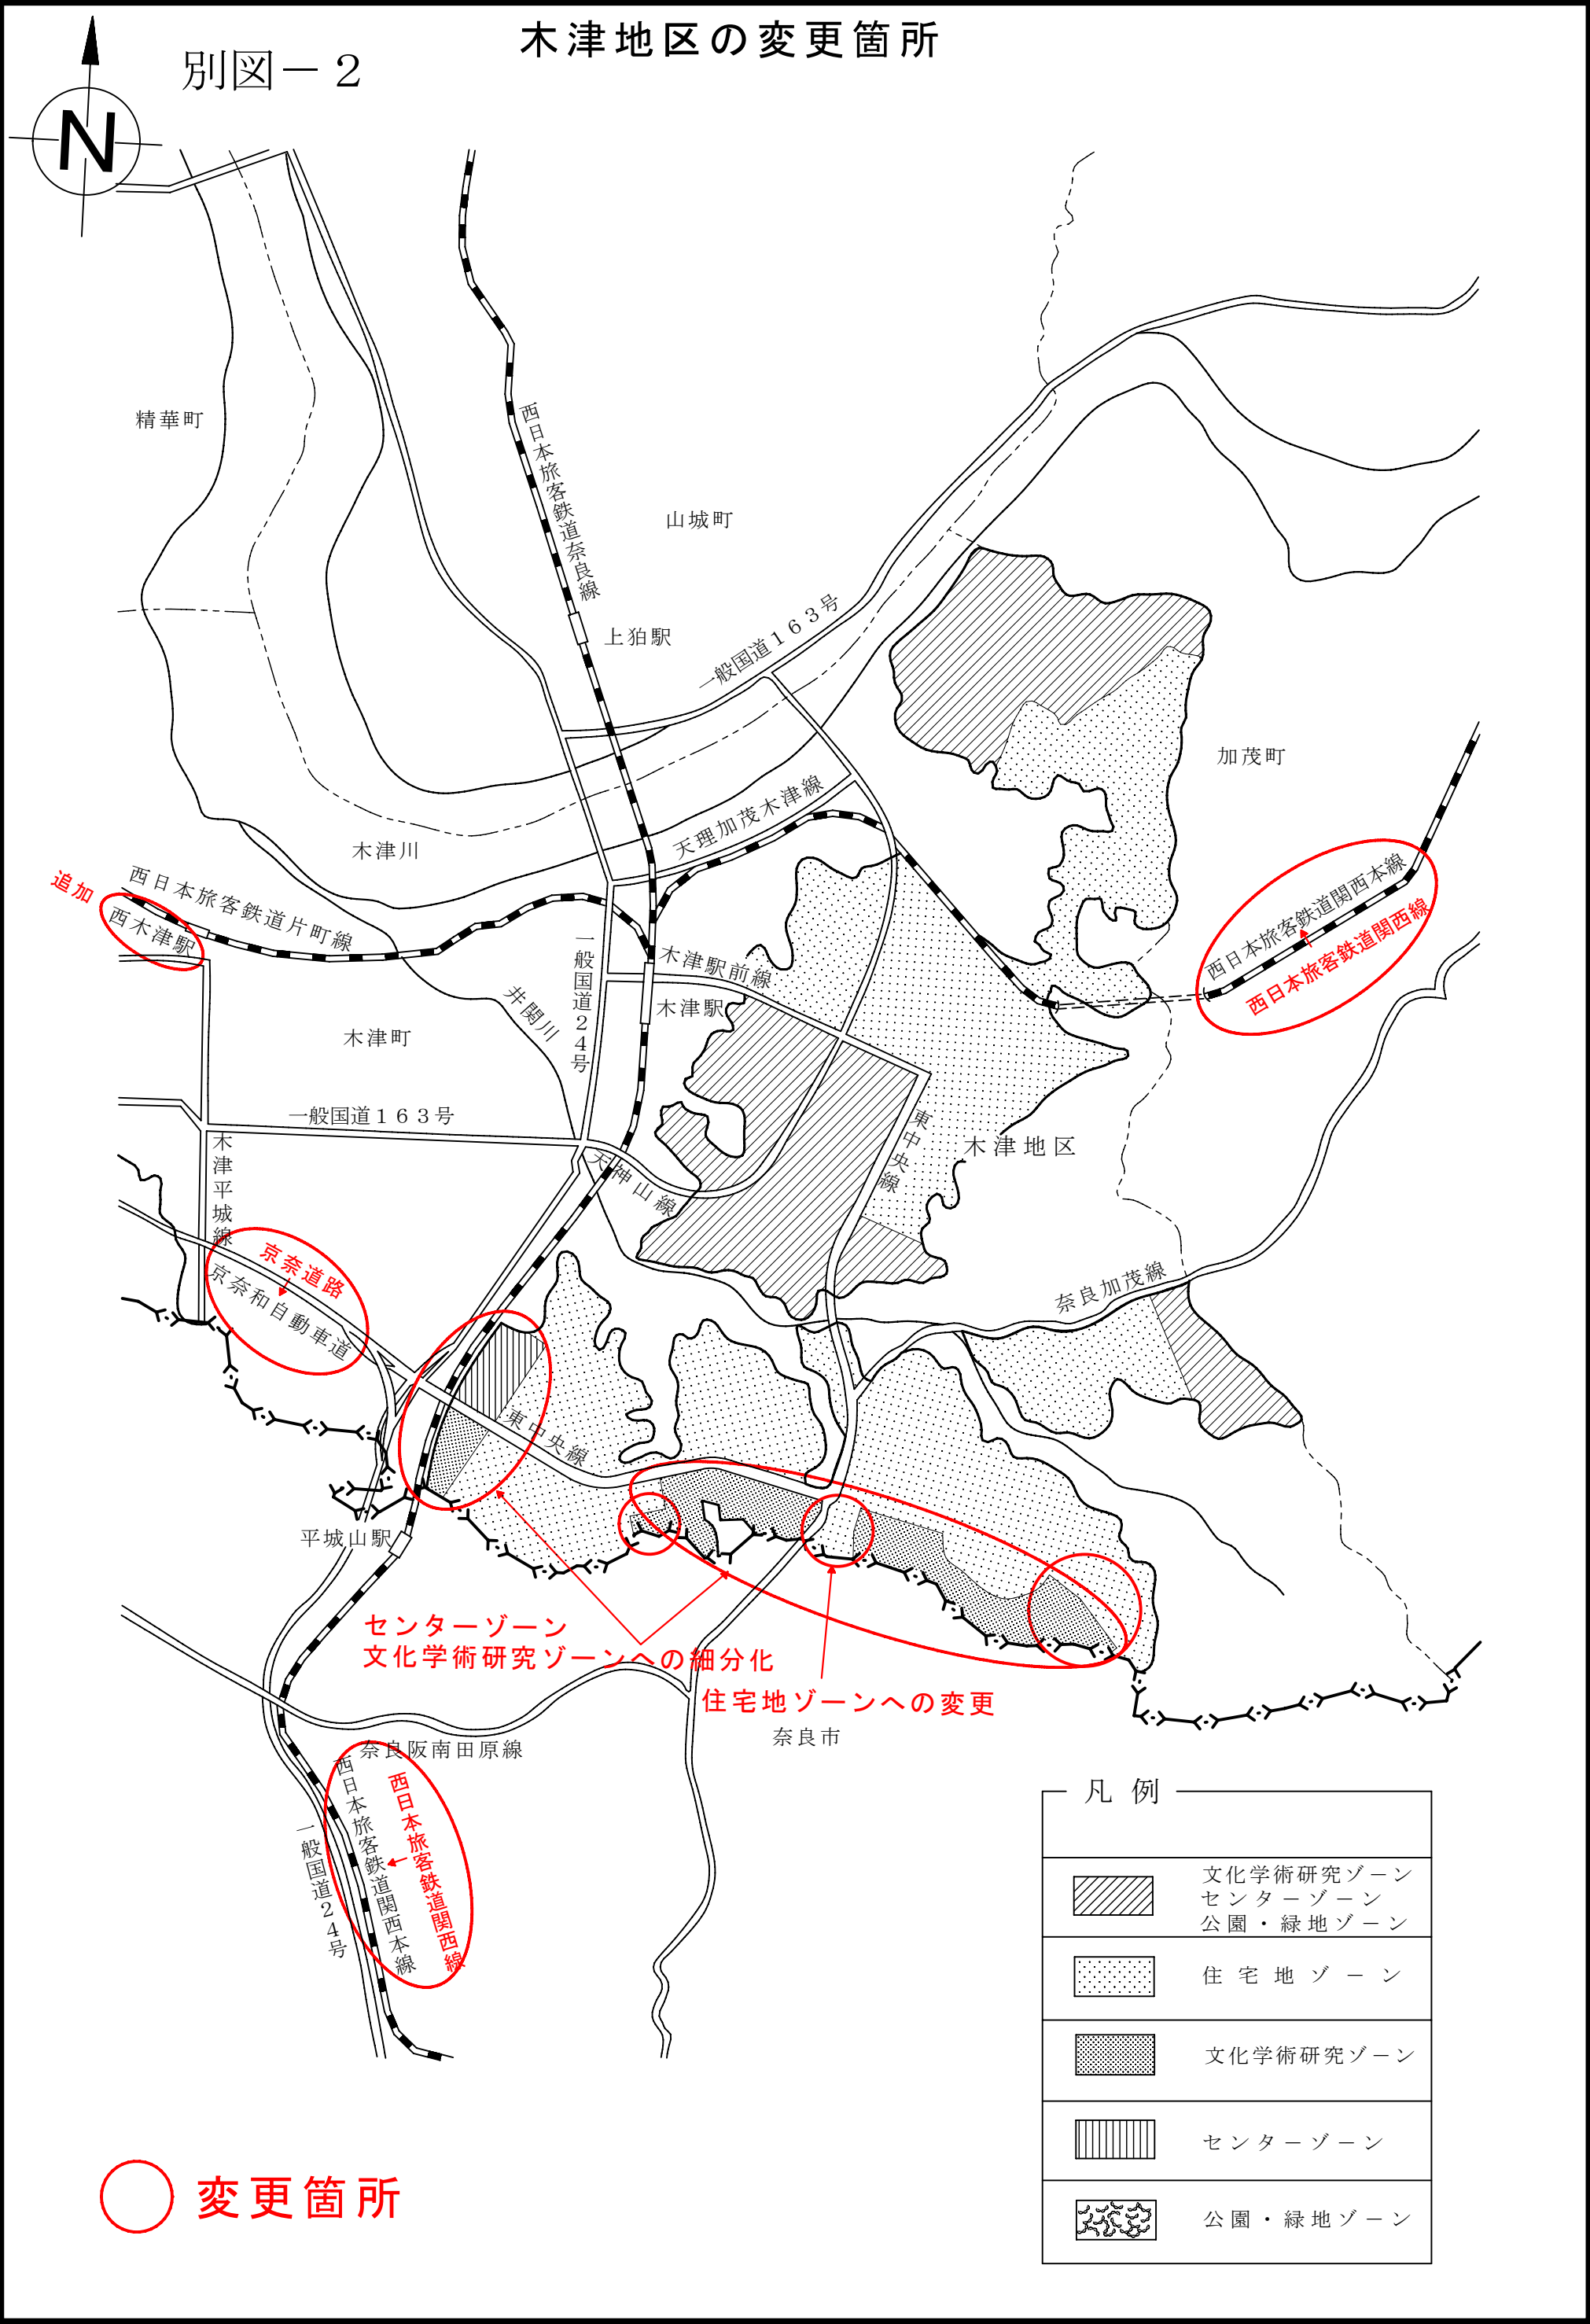 木津地区の変更箇所
別図－２
N
精華町
西日本旅客鉄道奈良線
山城町
上狛駅
一般国道１６３号
加茂町
天理加茂木津線
木津川
追加
西日本旅客鉄道片町線
西木津駅
西日本旅客鉄道関西本線
西日本旅客鉄道関西線
一般国道２４号
木津駅前線
木津駅
井関川
木津町
一般国道１６３号
木津平城線
東中央線
木津地区
天神山線
京奈道路
京奈和自動車道
奈良加茂線
東中央線
平城山駅
センターゾーン
文化学術研究ゾーンへの細分化
住宅地ゾーンへの変更
奈良市
奈良阪南田原線
西日本旅客鉄道関西本線
西日本旅客鉄道関西線
一般国道２４号
凡例
文化学術研究ゾーン
センターゾーン
公園・緑地ゾーン
住宅地ゾーン
文化学術研究ゾーン
センターゾーン
公園・緑地ゾーン
変更箇所